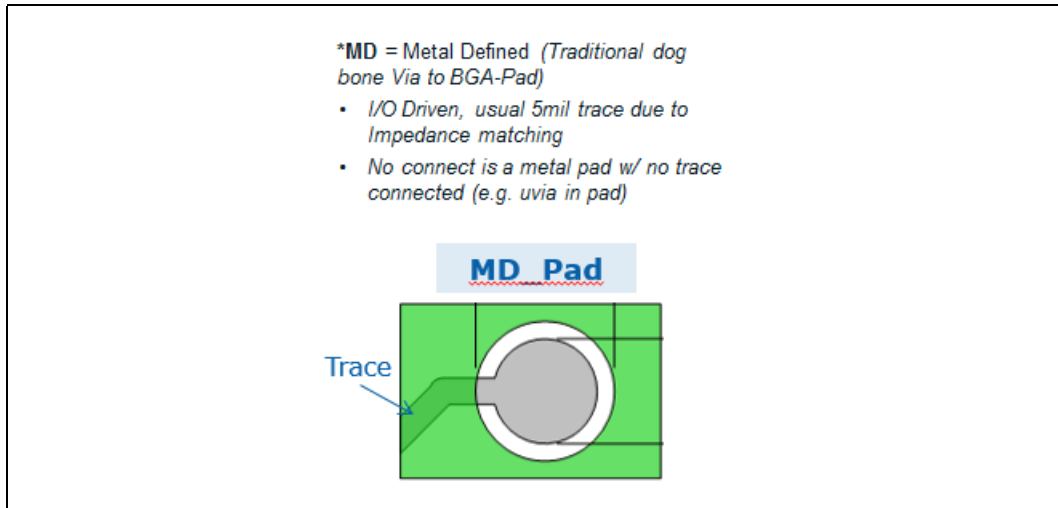 *MD = Metal Defined (Traditional dog
bone Via to BGA-Pad)
• I/O Driven, usual 5mil trace due to
Impedance matching
• No connect is a metal pad w/ no trace
connected (e.g. uvia in pad)
MD_Pad
Trace